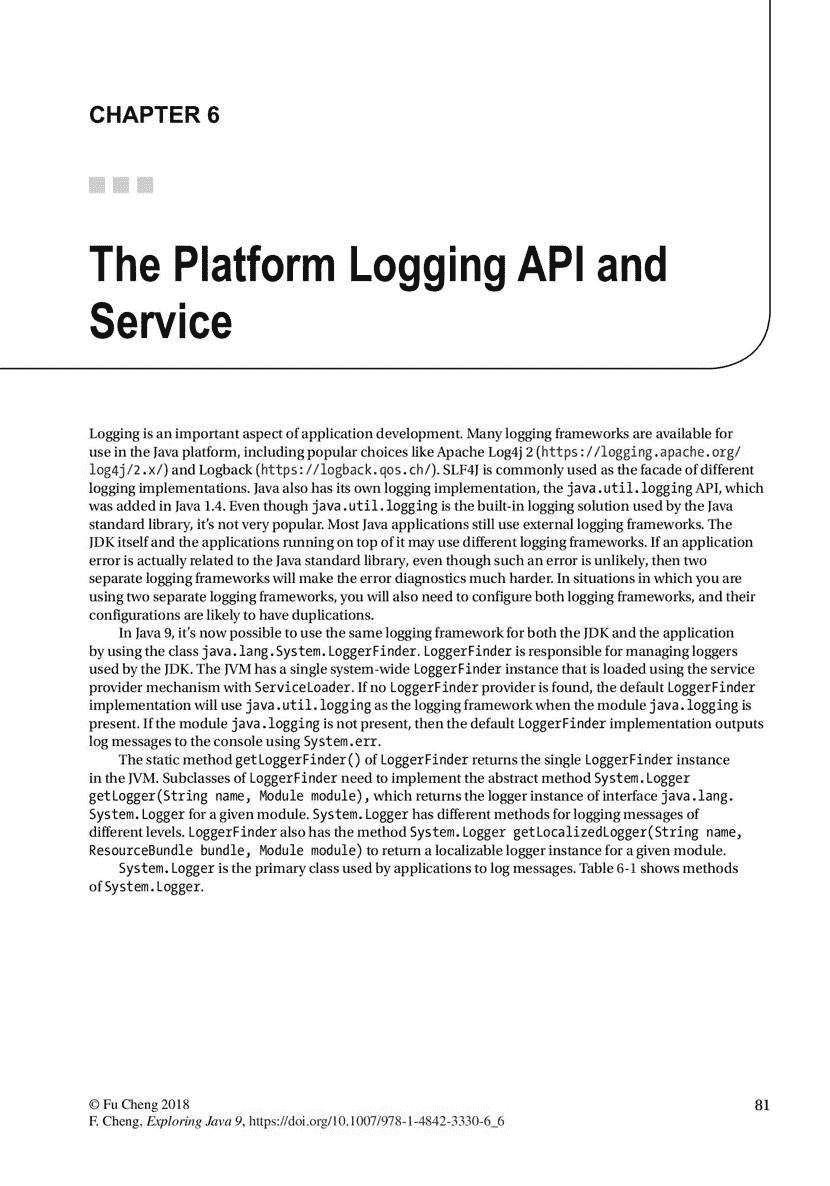 CHAPTER 6
The Platform Logging API and
Service
Logging is an important aspect of application development. Many logging frameworks are available for
use in the Java platform, including popular choices like Apache Log4j 2 (https://logging.apache.org/
log4j/2.x/) and Logback (https://logback.qos.ch/). SLF4J is commonly used as the facade of different
logging implementations. Java also has its own logging implementation, the java.util.logging API, which
was added in Java 1.4. Even though java.util.logging is the built-in logging solution used by the Java
standard library, it’s not very popular. Most Java applications still use external logging frameworks. The
JDK itself and the applications running on top of it may use different logging frameworks. If an application
error is actually related to the Java standard library, even though such an error is unlikely, then two
separate logging frameworks will make the error diagnostics much harder. In situations in which you are
using two separate logging frameworks, you will also need to configure both logging frameworks, and their
configurations are likely to have duplications.
In Java 9, it’s now possible to use the same logging framework for both the JDK and the application
by using the class java.lang.System.LoggerFinder. LoggerFinder is responsible for managing loggers
used by the JDK. The JVM has a single system-wide LoggerFinder instance that is loaded using the service
provider mechanism with ServiceLoader. If no LoggerFinder provider is found, the default LoggerFinder
implementation will use java.util.logging as the logging framework when the module java.logging is
present. If the module java.logging is not present, then the default LoggerFinder implementation outputs
log messages to the console using System.err.
The static method getLoggerFinder() of LoggerFinder returns the single LoggerFinder instance
in the JVM. Subclasses of LoggerFinder need to implement the abstract method System.Logger
getLogger(String name, Module module), which returns the logger instance of interface java.lang.
System.Logger for a given module. System.Logger has different methods for logging messages of
different levels. LoggerFinder also has the method System.Logger getLocalizedLogger(String name,
ResourceBundle bundle, Module module) to return a localizable logger instance for a given module.
System.Logger is the primary class used by applications to log messages. Table 6-1 shows methods
of System.Logger.
© Fu Cheng 2018
81
F. Cheng, Exploring Java 9, https://doi.org/10.1007/978-1-4842-3330-6_6